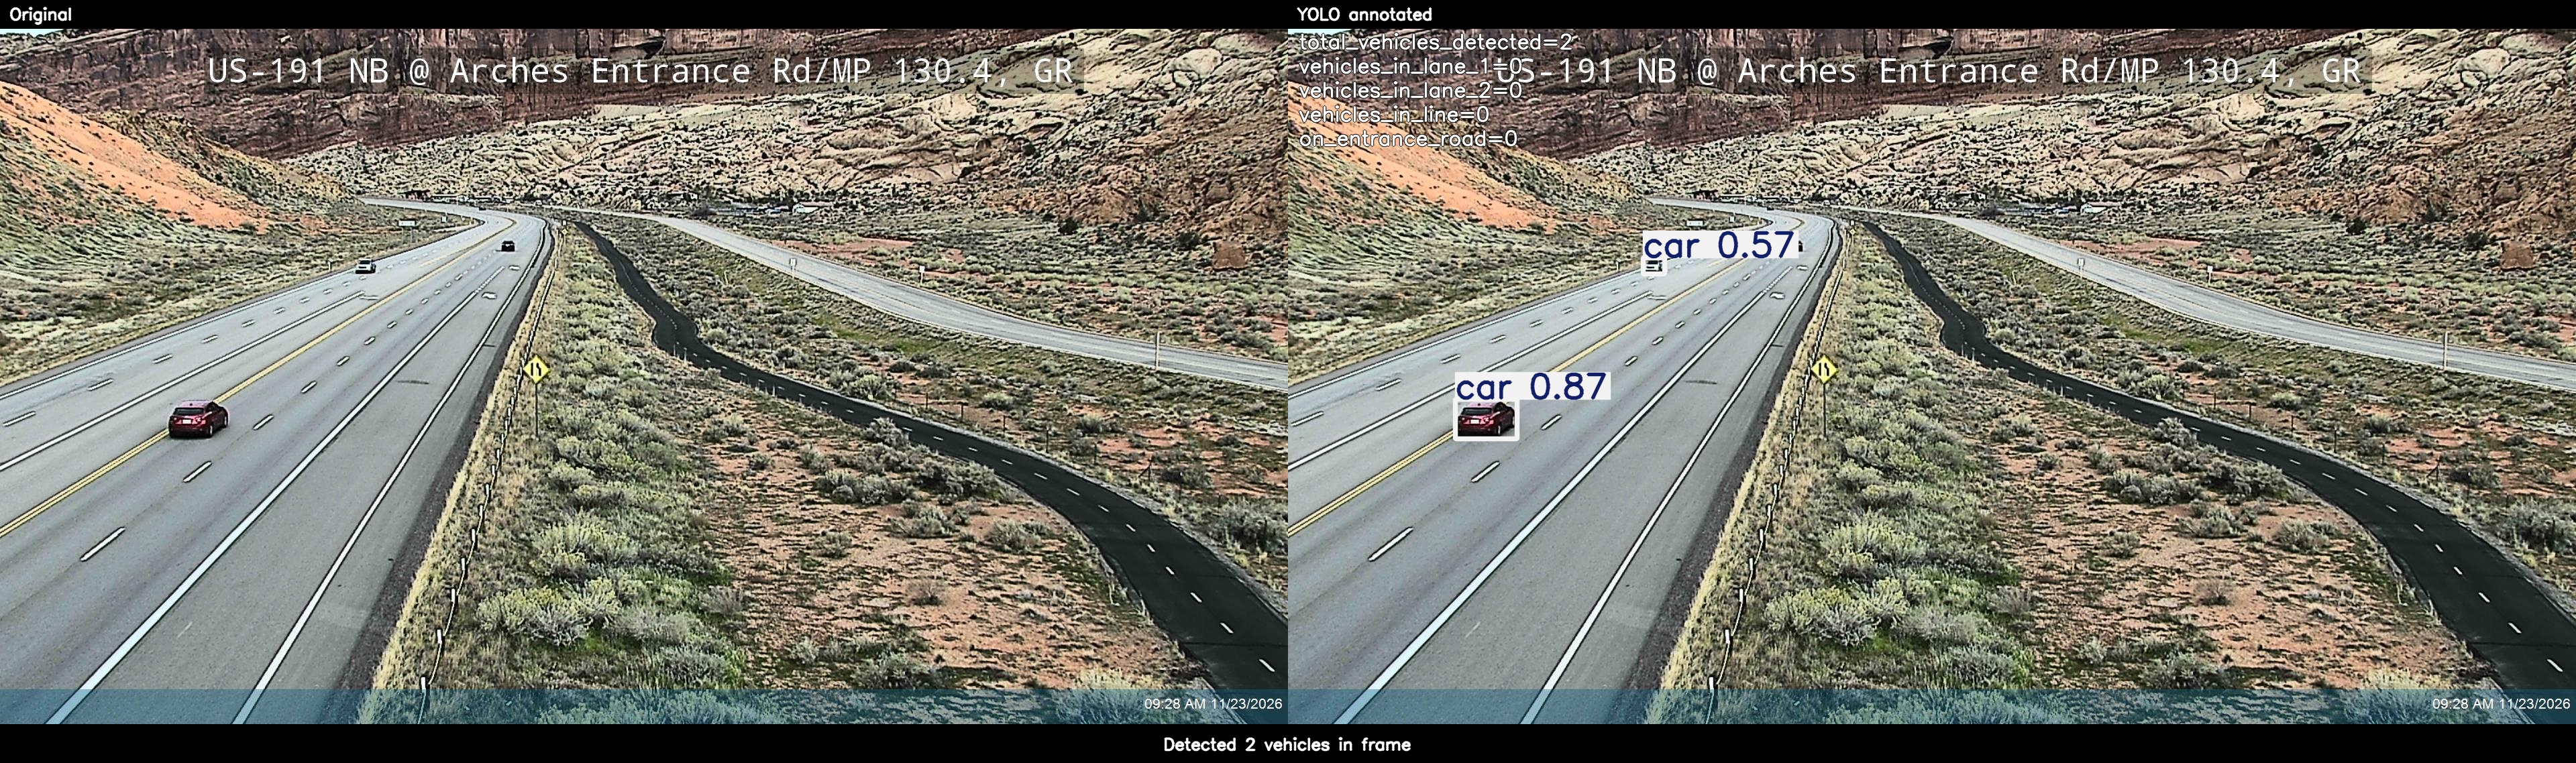 Original
US-191 NB @ Arches Entrance Rd/MP 130.4, GR
09:28 AM 11/23/2026
YOLO annotated
total_vehicles_detected=2
vehicles_in_lane_1=0
US-191 NB @ Arches Entrance Rd/MP 130.4, GR
vehicles_in_lane_2=0
vehicles_in_line=0
on_entrance_road=0
car 0.57
car 0.87
09:28 AM 11/23/2026
Detected 2 vehicles in frame